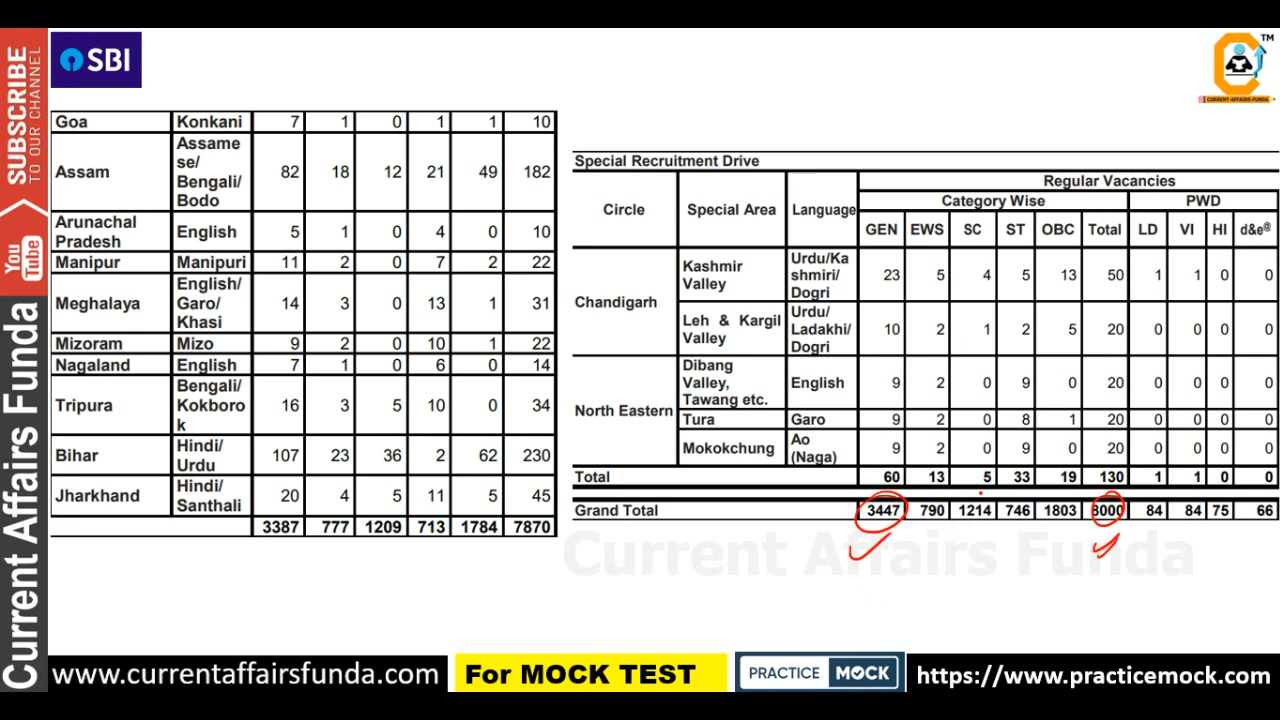 SUBSCRIBE
TO OUR CHANNEL
You
Tube
Current Affairs Funda
SBI
TM
CURRENT-AFFAIRS-FUNDA
Goa Konkani 7 1 0 1 1 10
Assam Assame
se/
Bengali/
Bodo 82 18 12 21 49 182
Arunachal
Pradesh English 5 1 0 4 0 10
Manipur Manipuri 11 2 0 7 2 22
Meghalaya English/
Garo/
Khasi 14 3 0 13 1 31
Mizoram Mizo 9 2 0 10 1 22
Nagaland English 7 1 0 6 0 14
Tripura Bengali/
Kokboro
k 16 3 5 10 0 34
Bihar Hindi/
Urdu 107 23 36 2 62 230
Jharkhand Hindi/
Santhali 20 4 5 11 5 45
3387 777 1209 713 1784 7870
Special Recruitment Drive
Circle Special Area Language Regular Vacancies
Category Wise PWD
GEN EWS SC ST OBC Total LD VI HI d&e@
Chandigarh Kashmir
Valley Urdu/Ka
shmiri/
Dogri 23 5 4 5 13 50 1 1 0 0
Leh & Kargil
Valley Urdu/
Ladakhi/
Dogri 10 2 1 2 5 20 0 0 0 0
North Eastern Dibang
Valley,
Tawang etc. English 9 2 0 9 0 20 0 0 0 0
Tura Garo 9 2 0 8 1 20 0 0 0 0
Mokokchung Ao
(Naga) 9 2 0 9 0 20 0 0 0 0
Total 60 13 5 33 19 130 1 1 0 0
Grand Total 3447 790 1214 746 1803 8000 84 84 75 66
Current Affairs Funda
www.currentaffairsfunda.com
For MOCK TEST
PRACTICE MOCK
https://www.practicemock.com